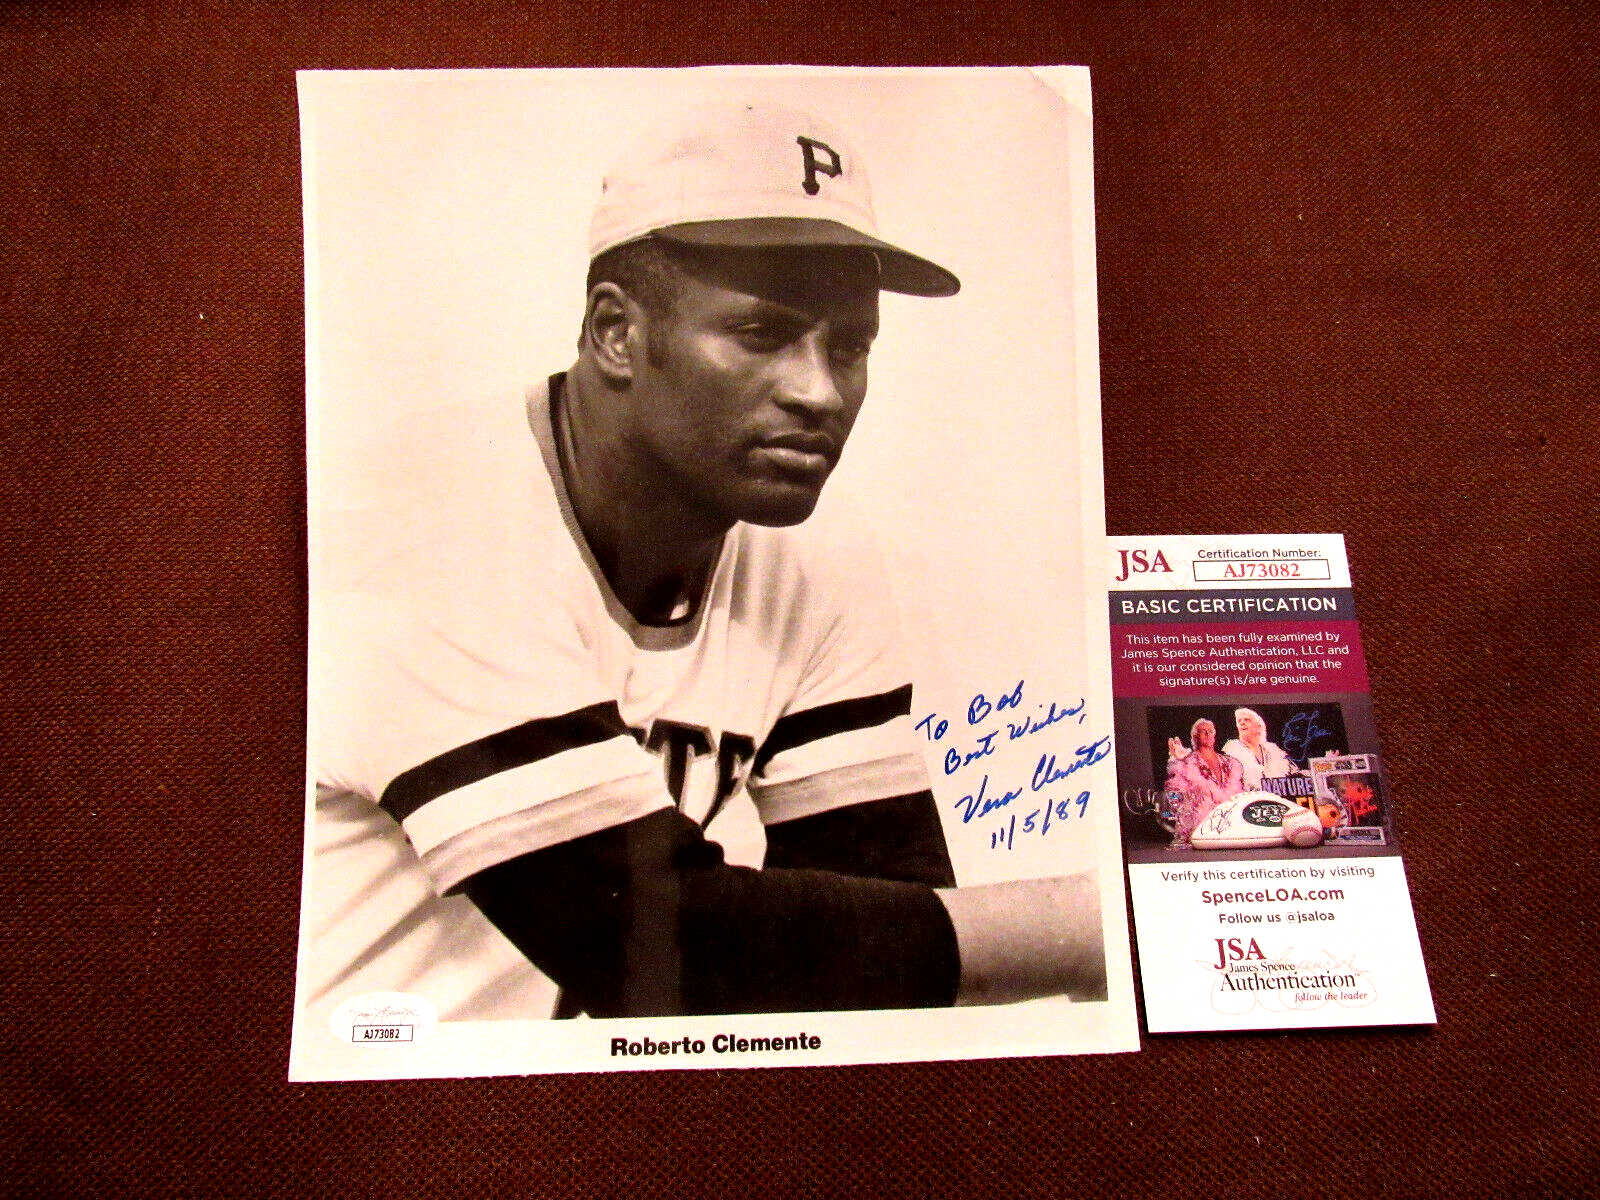 P
TE
To Bob
Best Wishes,
Vera Clemente
11/5/89
AJ73082
Roberto Clemente
JSA
Certification Number:
AJ73082
BASIC CERTIFICATION
This item has been fully examined by
James Spence Authentication, LLC and
it is our considered opinion that the
signature(s) is/are genuine.
NATURE
JETS
Verify this certification by visiting
SpenceLOA.com
Follow us @jsaloa
JSA
James Spence
Authentication
follow the leader